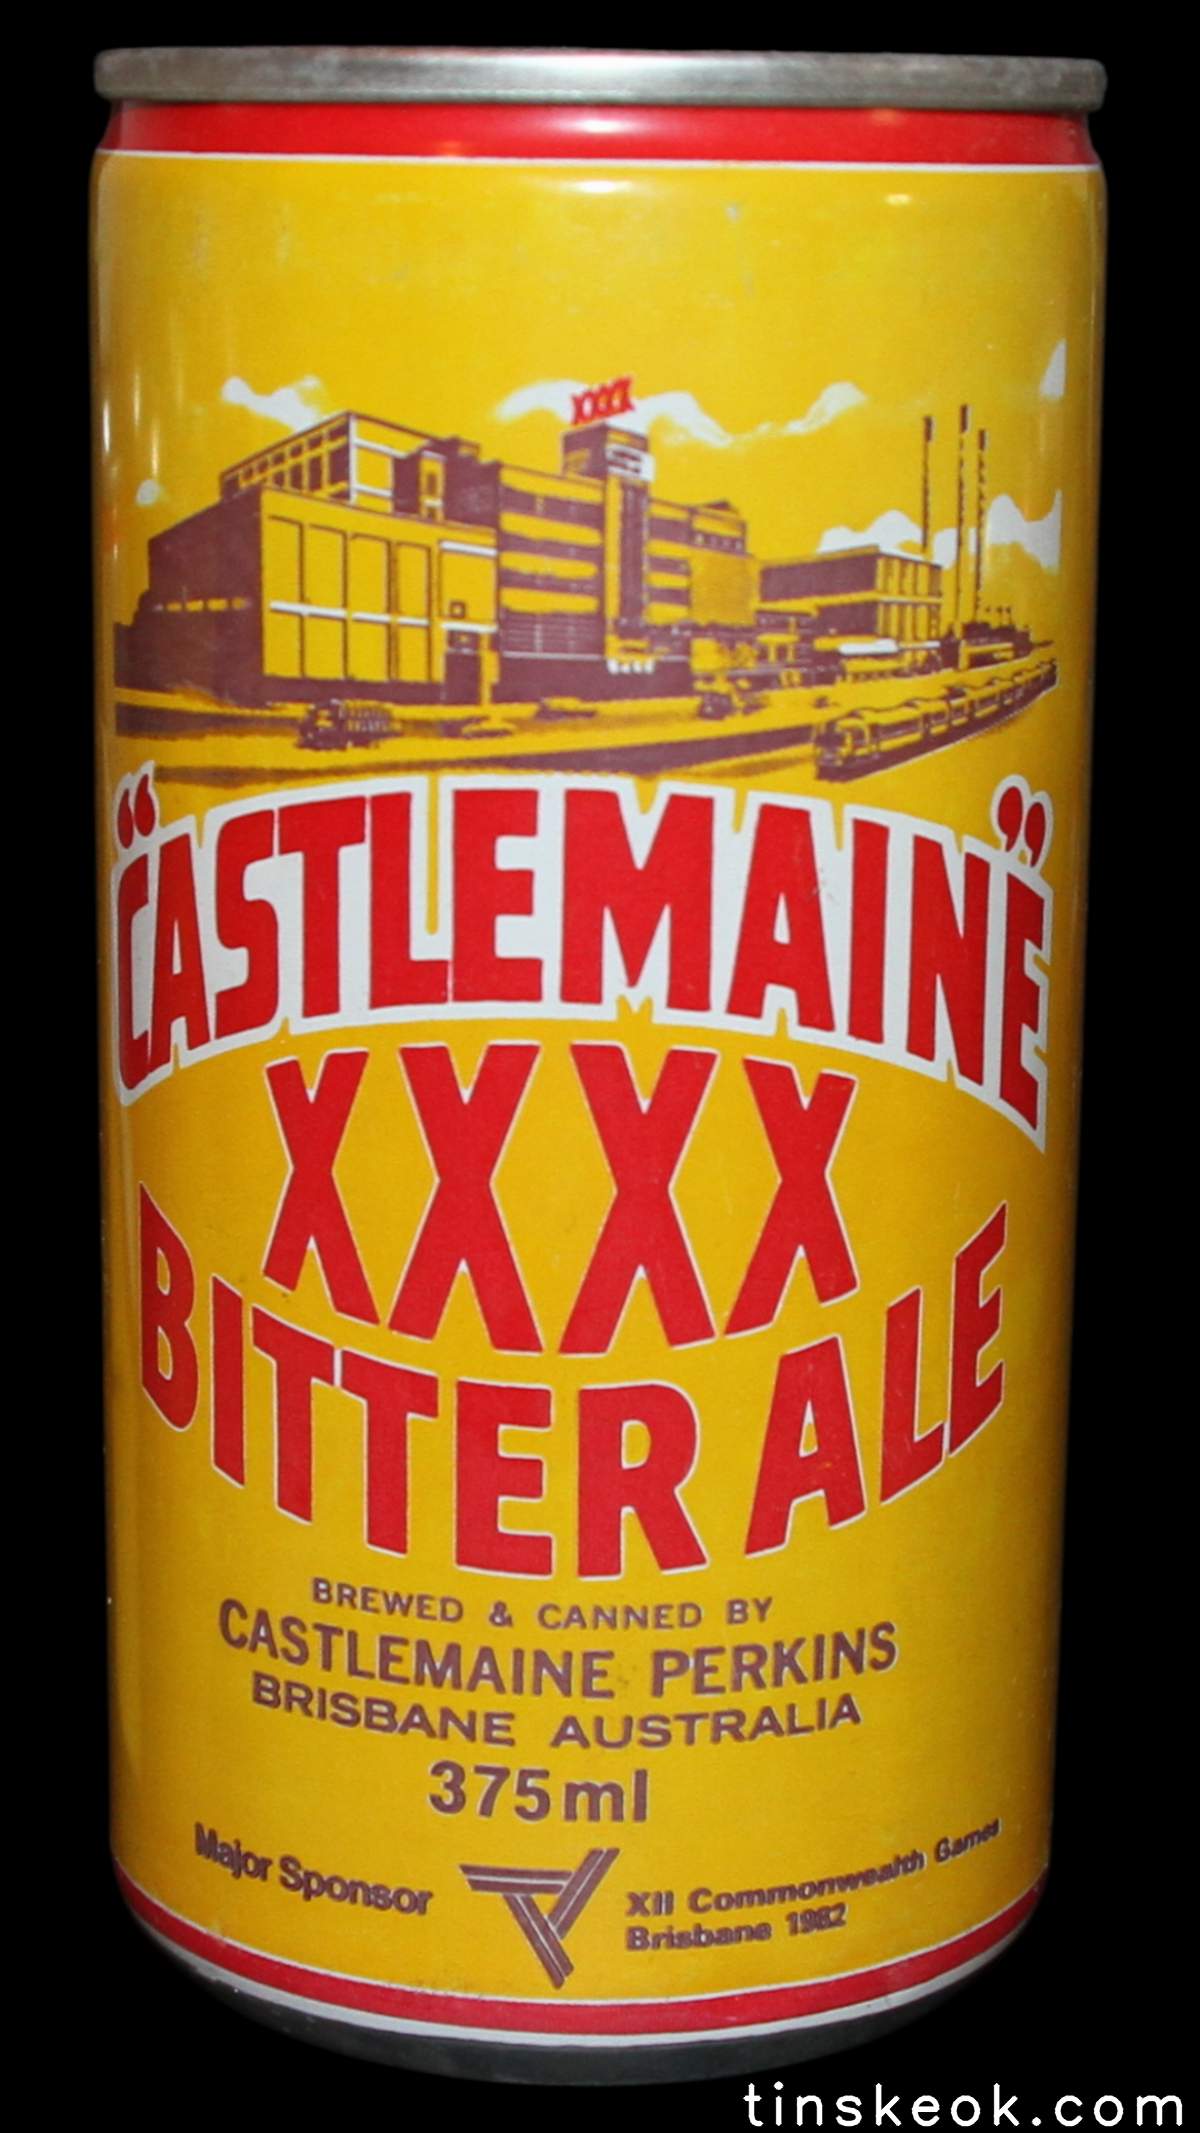 XXXX
“CASTLEMAINE”
XXXX
BITTER ALE
BREWED & CANNED BY
CASTLEMAINE PERKINS
BRISBANE AUSTRALIA
375ml
Major Sponsor
XII Commonwealth Games
Brisbane 1982
tinskeok.com